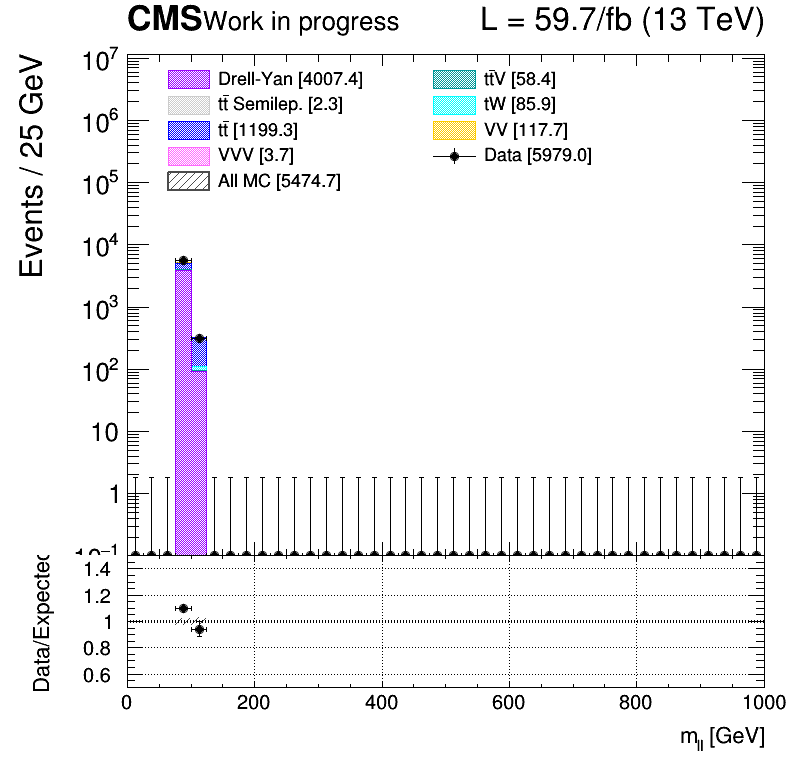 CMS Work in progress L = 59.7/fb (13 TeV)
Events / 25 GeV
Drell-Yan [4007.4]
tt̄ Semilep. [2.3]
tt̄ [1199.3]
VVV [3.7]
All MC [5474.7]
tt̄V [58.4]
tW [85.9]
VV [117.7]
Data [5979.0]
10⁷
10⁶
10⁵
10⁴
10³
10²
10
1
10⁻¹
Data/Expected
1.4
1.2
1
0.8
0.6
0 200 400 600 800 1000
m_ll [GeV]